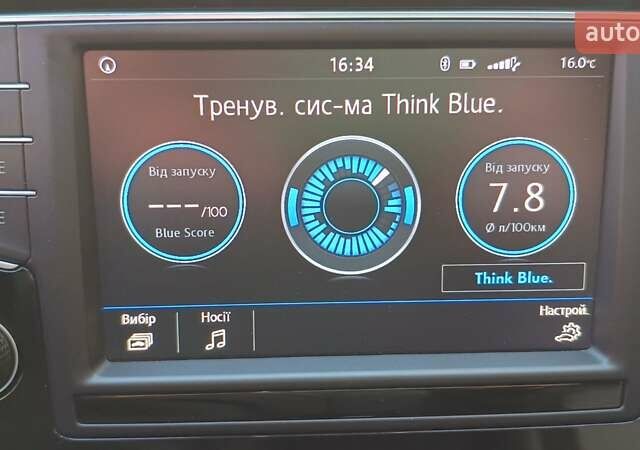 auto
16:34
16.0°C
Тренув. сис-ма Think Blue.
Від запуску
---/100
Blue Score
Від запуску
7.8
Ø л/100км
Think Blue.
Вибір
Носії
Настрой.
E
E